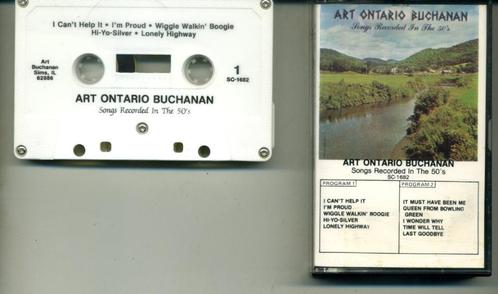 I Can't Help It • I'm Proud • Wiggle Walkin' Boogie
Hi-Yo-Silver • Lonely Highway
Art
Buchanan
Sims, IL
62886
1
SC-1682
ART ONTARIO BUCHANAN
Songs Recorded In The 50's
ART ONTARIO BUCHANAN
Songs Recorded In The 50's
ART ONTARIO BUCHANAN
Songs Recorded In The 50's
SC-1682
PROGRAM 1
I CAN'T HELP IT
I'M PROUD
WIGGLE WALKIN' BOOGIE
HI-YO-SILVER
LONELY HIGHWAY
PROGRAM 2
IT MUST HAVE BEEN ME
QUEEN FROM BOWLING
GREEN
I WONDER WHY
TIME WILL TELL
LAST GOODBYE